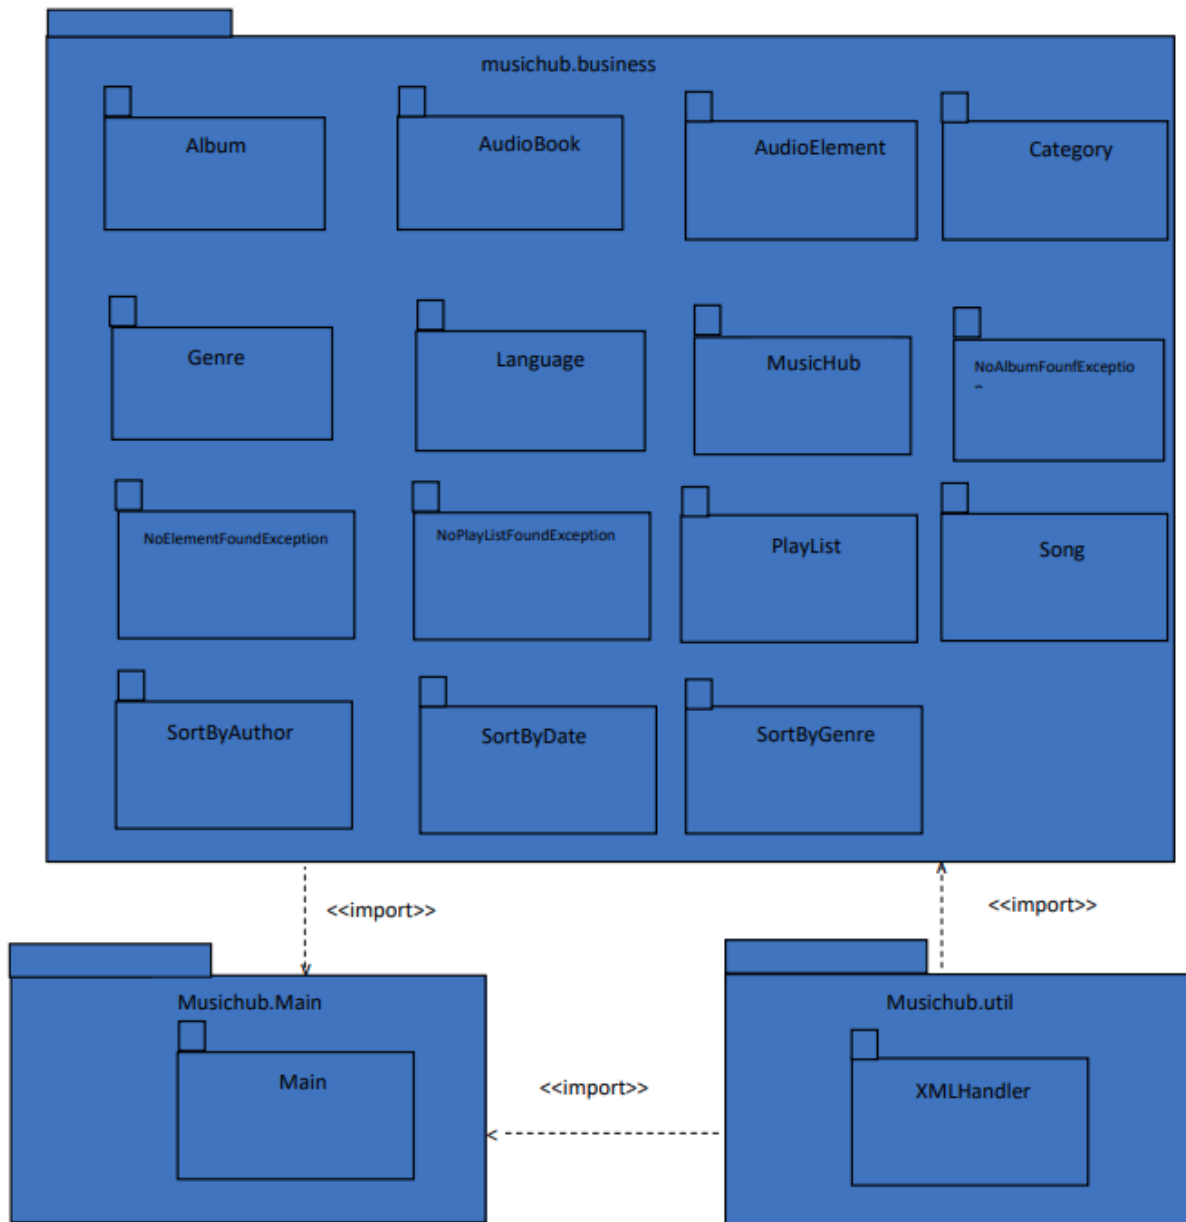 musichub.business
Album
AudioBook
AudioElement
Category
Genre
Language
MusicHub
NoAlbumFounfExceptio
NoElementFoundException
NoPlayListFoundException
PlayList
Song
SortByAuthor
SortByDate
SortByGenre
<<import>>
<<import>>
Musichub.Main
Main
<<import>>
Musichub.util
XMLHandler